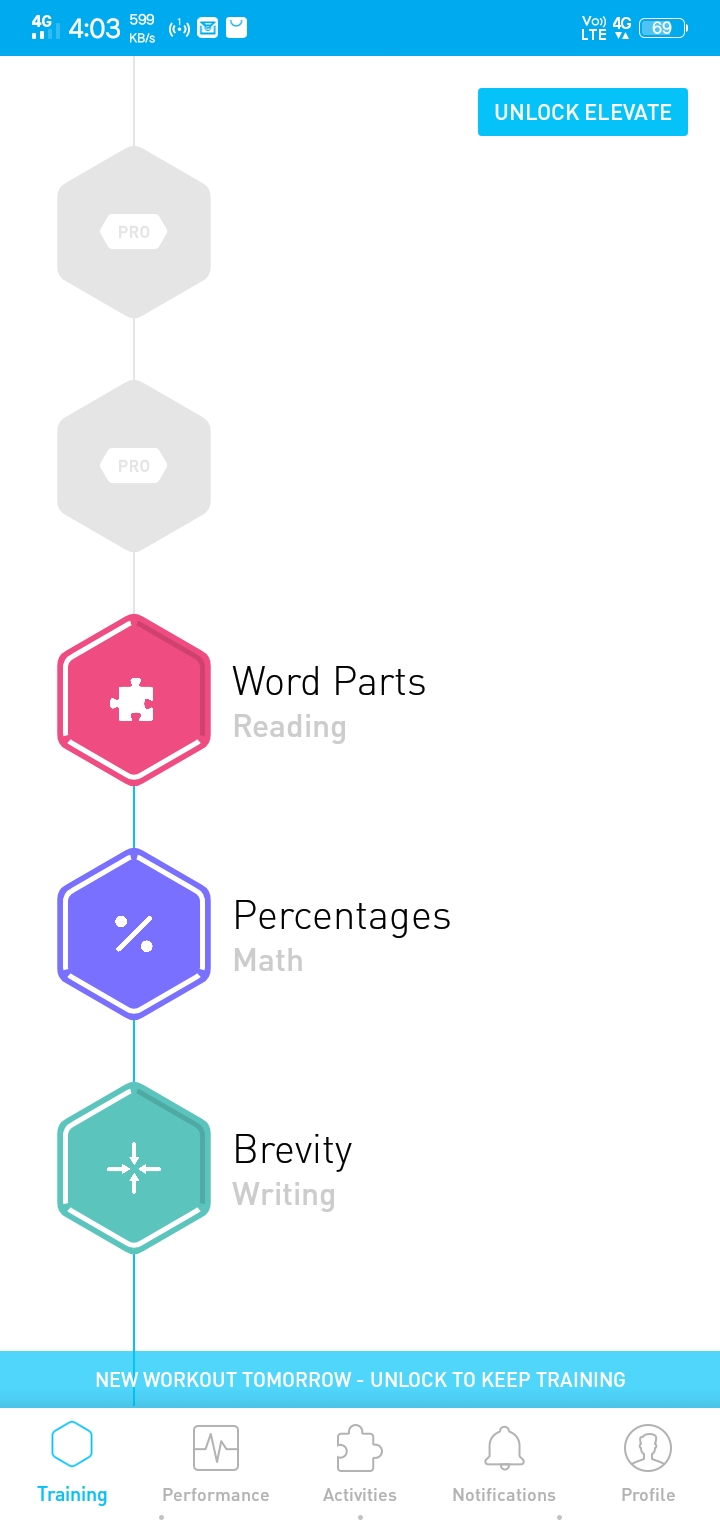 4G 4:03 599 KB/s Vo)) LTE 4G 69
UNLOCK ELEVATE
PRO
PRO
Word Parts
Reading
Percentages
Math
Brevity
Writing
NEW WORKOUT TOMORROW - UNLOCK TO KEEP TRAINING
Training Performance Activities Notifications Profile